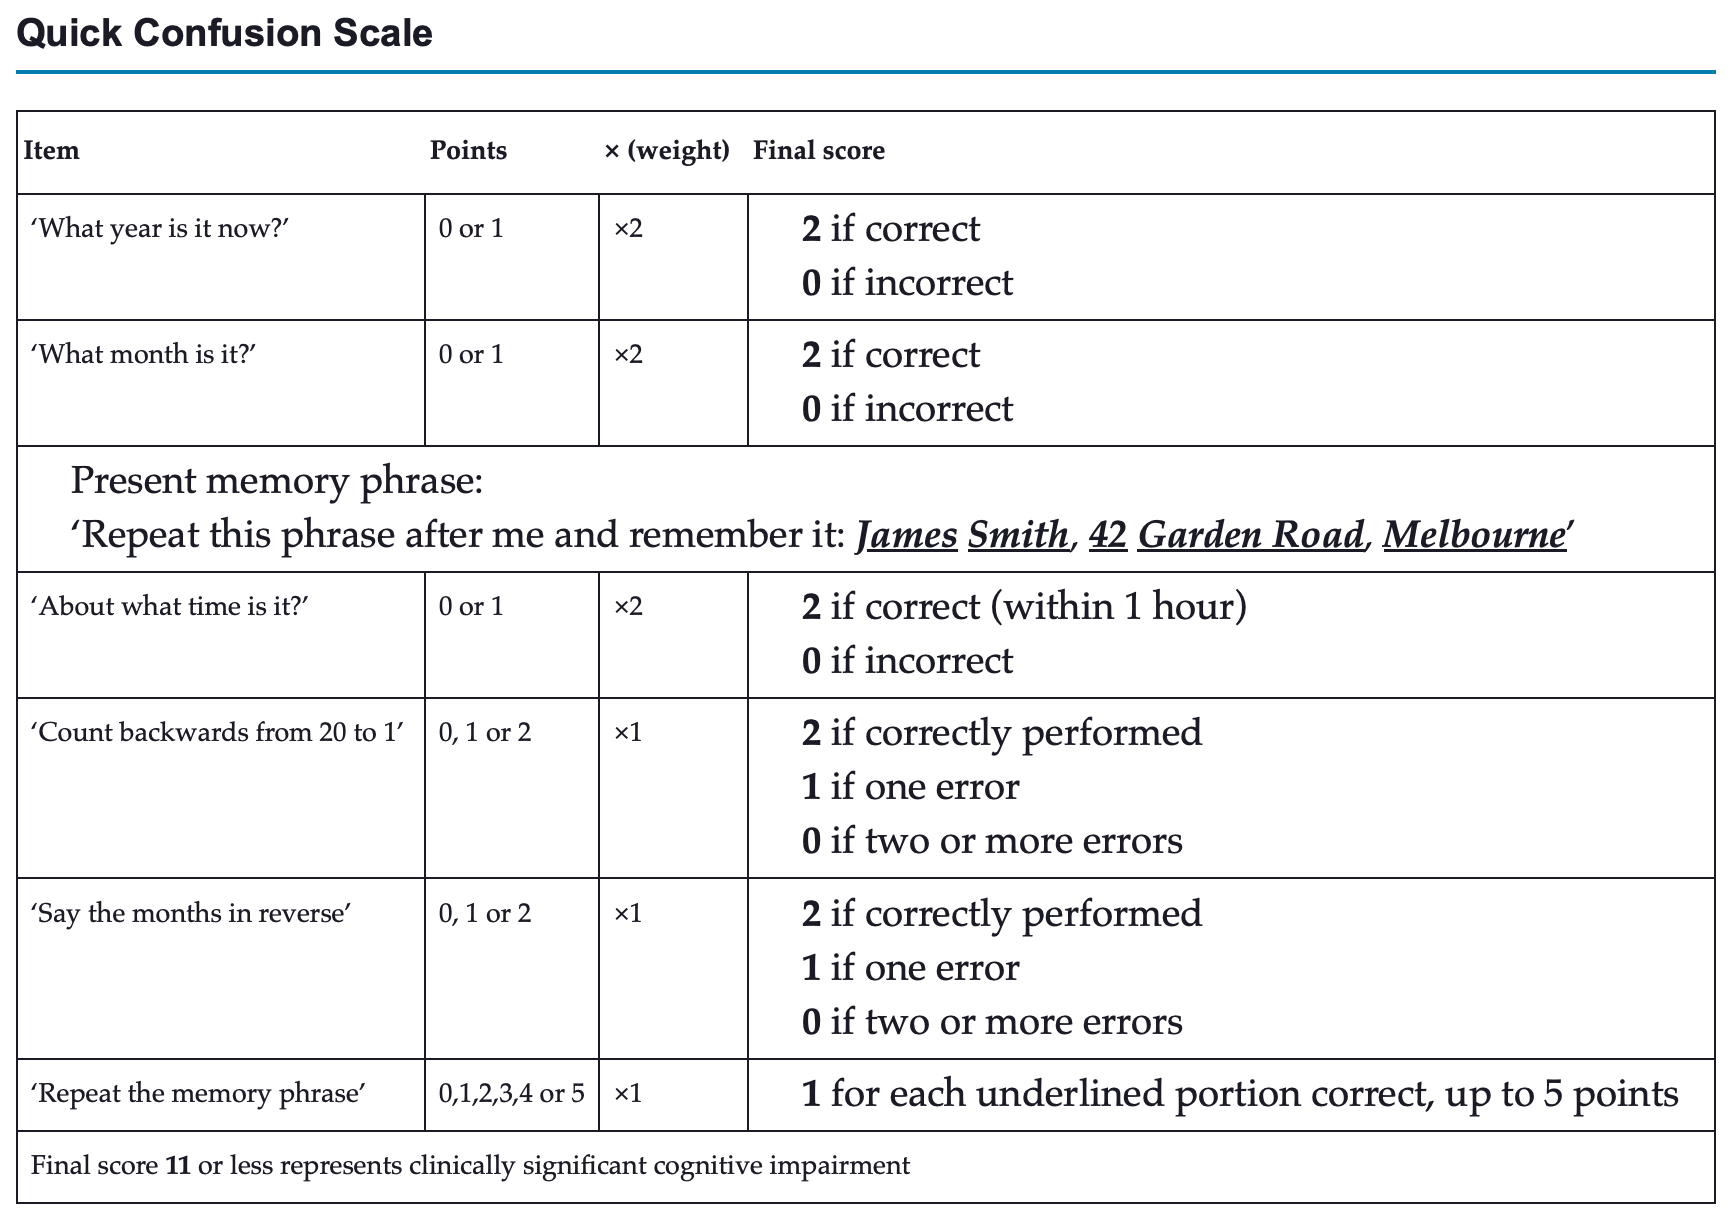 Quick Confusion Scale
Item Points × (weight) Final score
‘What year is it now?’ 0 or 1 ×2 2 if correct
0 if incorrect
‘What month is it?’ 0 or 1 ×2 2 if correct
0 if incorrect
Present memory phrase:
‘Repeat this phrase after me and remember it: James Smith, 42 Garden Road, Melbourne’
‘About what time is it?’ 0 or 1 ×2 2 if correct (within 1 hour)
0 if incorrect
‘Count backwards from 20 to 1’ 0, 1 or 2 ×1 2 if correctly performed
1 if one error
0 if two or more errors
‘Say the months in reverse’ 0, 1 or 2 ×1 2 if correctly performed
1 if one error
0 if two or more errors
‘Repeat the memory phrase’ 0,1,2,3,4 or 5 ×1 1 for each underlined portion correct, up to 5 points
Final score 11 or less represents clinically significant cognitive impairment